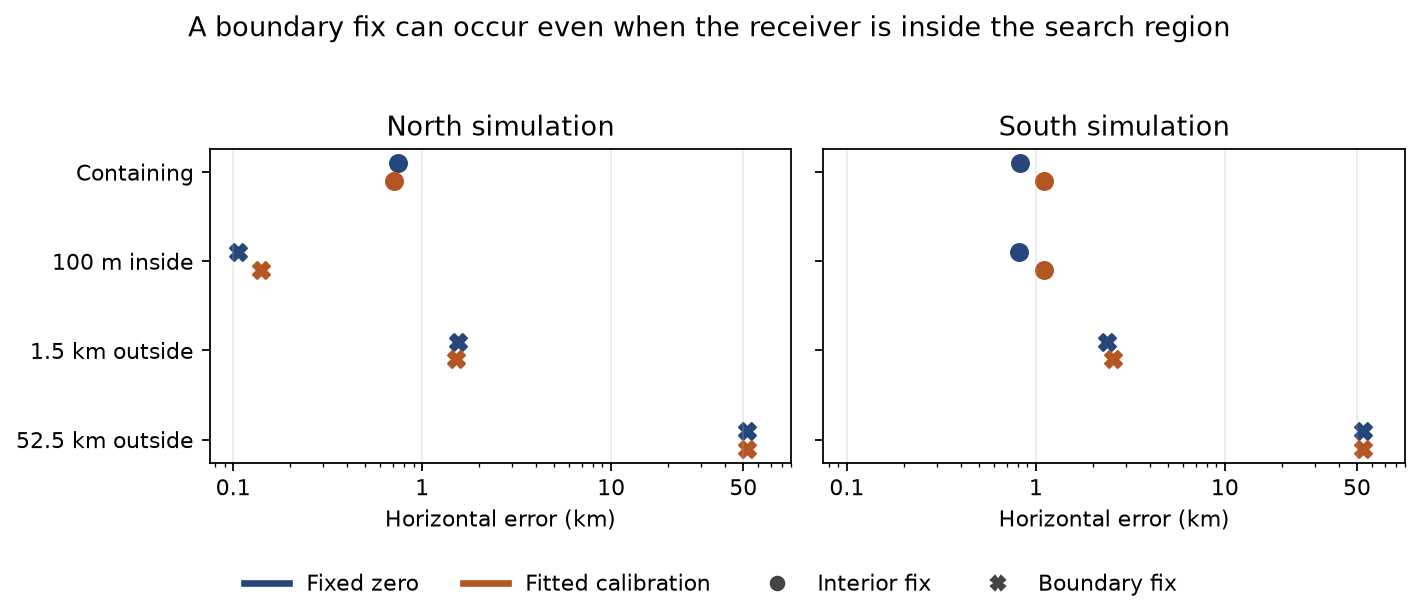 A boundary fix can occur even when the receiver is inside the search region
North simulation
South simulation
Containing
100 m inside
1.5 km outside
52.5 km outside
0.1 1 10 50
0.1 1 10 50
Horizontal error (km)
Horizontal error (km)
Fixed zero Fitted calibration Interior fix Boundary fix